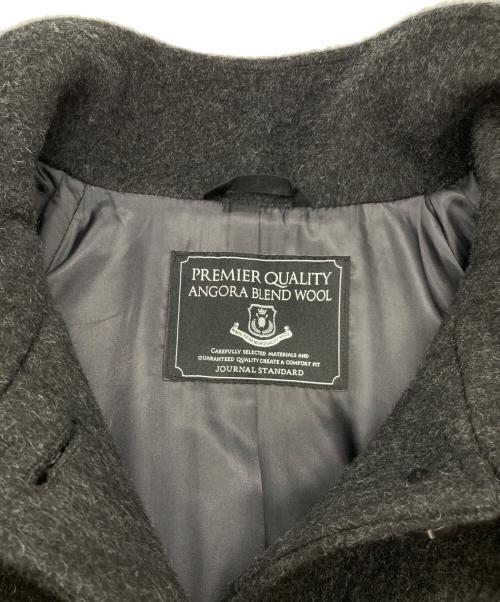 PREMIER QUALITY
ANGORA BLEND WOOL
CAREFULLY SELECTED MATERIALS AND
GUARANTEED QUALITY CREATE A COMFORT FIT
JOURNAL STANDARD